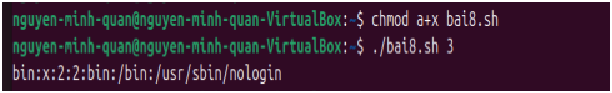 nguyen-minh-quan@nguyen-minh-quan-VirtualBox:~$ chmod a+x bai8.sh
nguyen-minh-quan@nguyen-minh-quan-VirtualBox:~$ ./bai8.sh 3
bin:x:2:2:bin:/bin:/usr/sbin/nologin